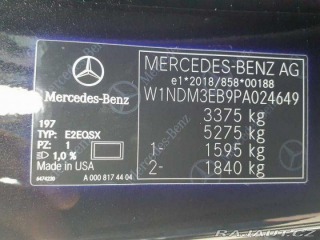 Mercedes-Benz
197
TYP: E2EQSX
PZ: 1
1,0 %
Made in USA
6474230
A 000 817 44 04
MERCEDES-BENZ AG
e1*2018/858*00188
W1NDM3EB9PA024649
3375 kg
5275 kg
1- 1595 kg
2- 1840 kg